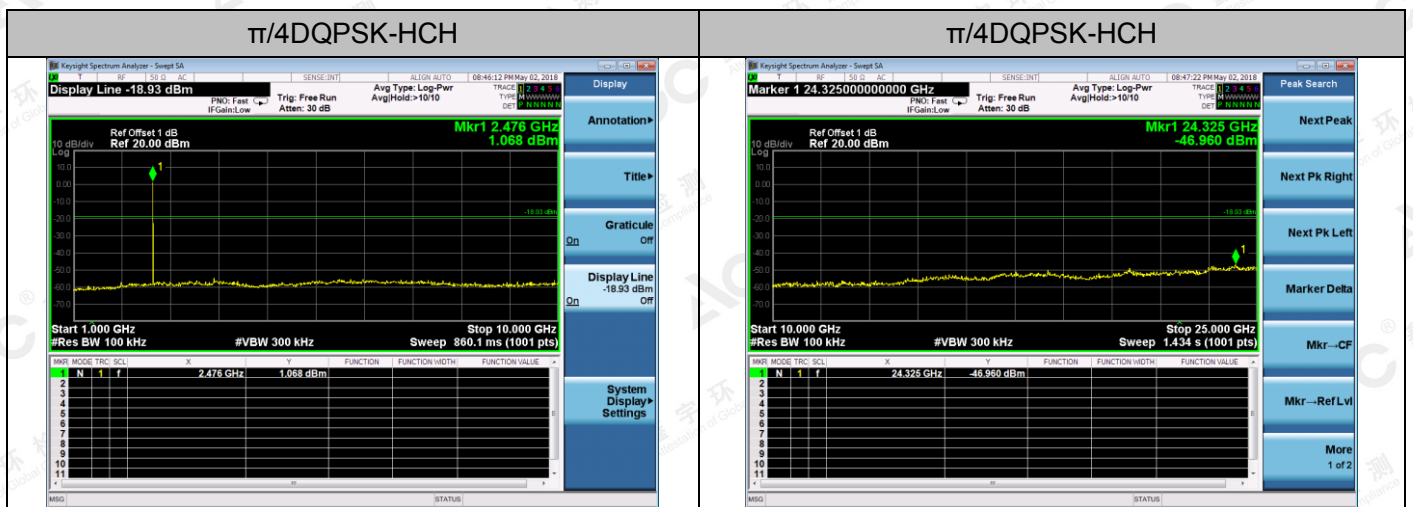 π/4DQPSK-HCH
Keysight Spectrum Analyzer - Swept SA
T RF 50 Ω AC SENSE:INT ALIGN AUTO 08:46:12 PM May 02, 2018
Display Line -18.93 dBm
PNO: Fast
IFGain:Low
Trig: Free Run
Atten: 30 dB
Avg Type: Log-Pwr
Avg|Hold:>10/10
TRACE 1 2 3 4 5 6
TYPE M WWWWW
DET P N N N N N
Display
Annotation
Title
Graticule
On Off
Display Line
-18.93 dBm
On Off
System
Display
Settings
Ref Offset 1 dB
10 dB/div Ref 20.00 dBm
Log
Mkr1 2.476 GHz
1.068 dBm
1
10.0
0.00
-10.0
-18.93 dBm
-20.0
-30.0
-40.0
-50.0
-60.0
-70.0
Start 1.000 GHz Stop 10.000 GHz
#Res BW 100 kHz #VBW 300 kHz Sweep 860.1 ms (1001 pts)
MKR MODE TRC SCL X Y FUNCTION FUNCTION WIDTH FUNCTION VALUE
1 N 1 f 2.476 GHz 1.068 dBm
2
3
4
5
6
7
8
9
10
11
MSG STATUS
π/4DQPSK-HCH
Keysight Spectrum Analyzer - Swept SA
T RF 50 Ω AC SENSE:INT ALIGN AUTO 08:47:22 PM May 02, 2018
Marker 1 24.325000000000 GHz
PNO: Fast
IFGain:Low
Trig: Free Run
Atten: 30 dB
Avg Type: Log-Pwr
Avg|Hold:>10/10
TRACE 1 2 3 4 5 6
TYPE M WWWWW
DET P N N N N N
Peak Search
Next Peak
Next Pk Right
Next Pk Left
Marker Delta
Mkr→CF
Mkr→Ref Lvl
More
1 of 2
Ref Offset 1 dB
10 dB/div Ref 20.00 dBm
Log
Mkr1 24.325 GHz
-46.960 dBm
10.0
0.00
-10.0
-18.93 dBm
-20.0
-30.0
-40.0
1
-50.0
-60.0
-70.0
Start 10.000 GHz Stop 25.000 GHz
#Res BW 100 kHz #VBW 300 kHz Sweep 1.434 s (1001 pts)
MKR MODE TRC SCL X Y FUNCTION FUNCTION WIDTH FUNCTION VALUE
1 N 1 f 24.325 GHz -46.960 dBm
2
3
4
5
6
7
8
9
10
11
MSG STATUS